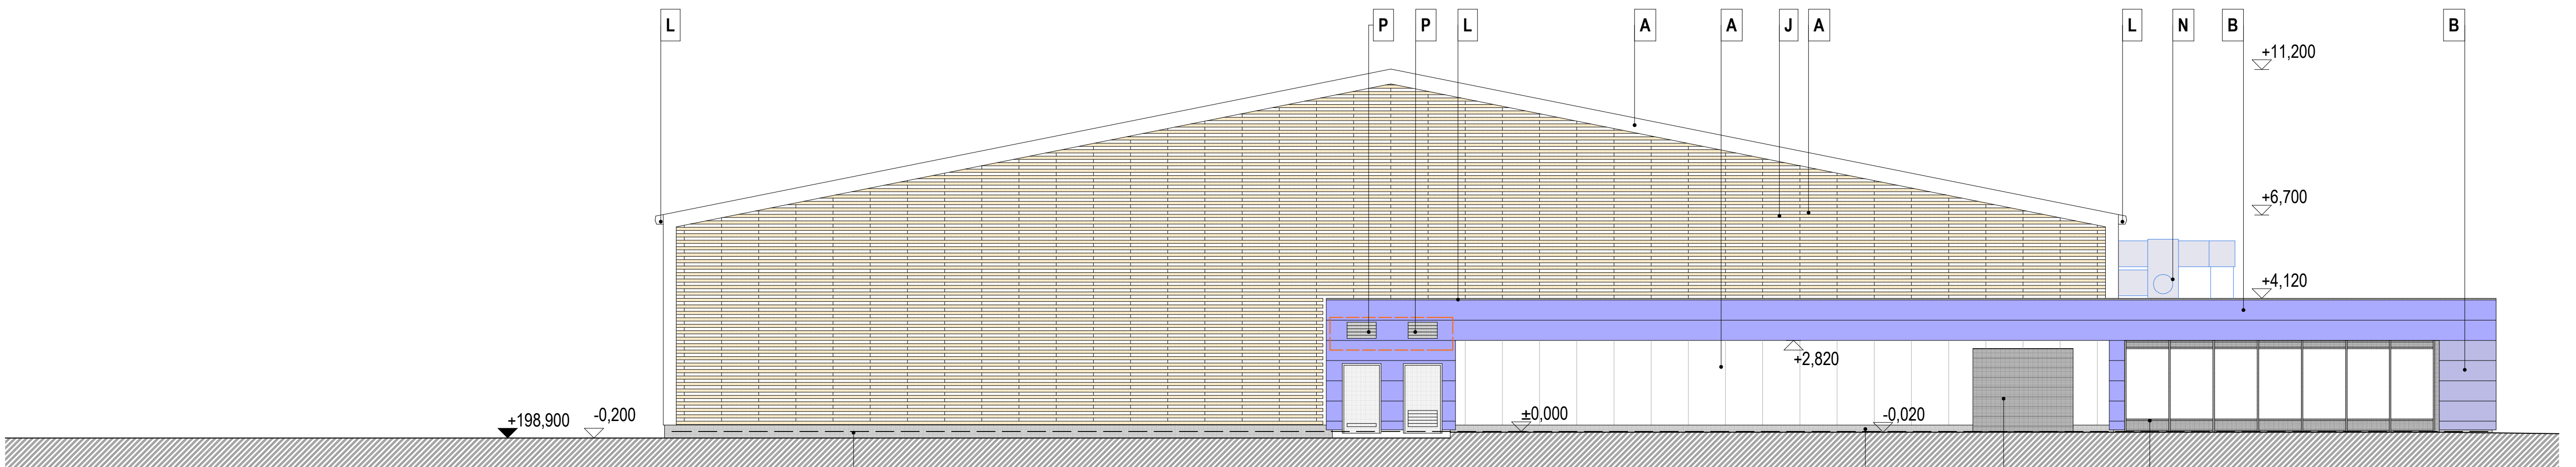 L
P
P
L
A
A
J
A
L
N
B
B
+11,200
+6,700
+4,120
+2,820
+198,900
-0,200
±0,000
-0,020